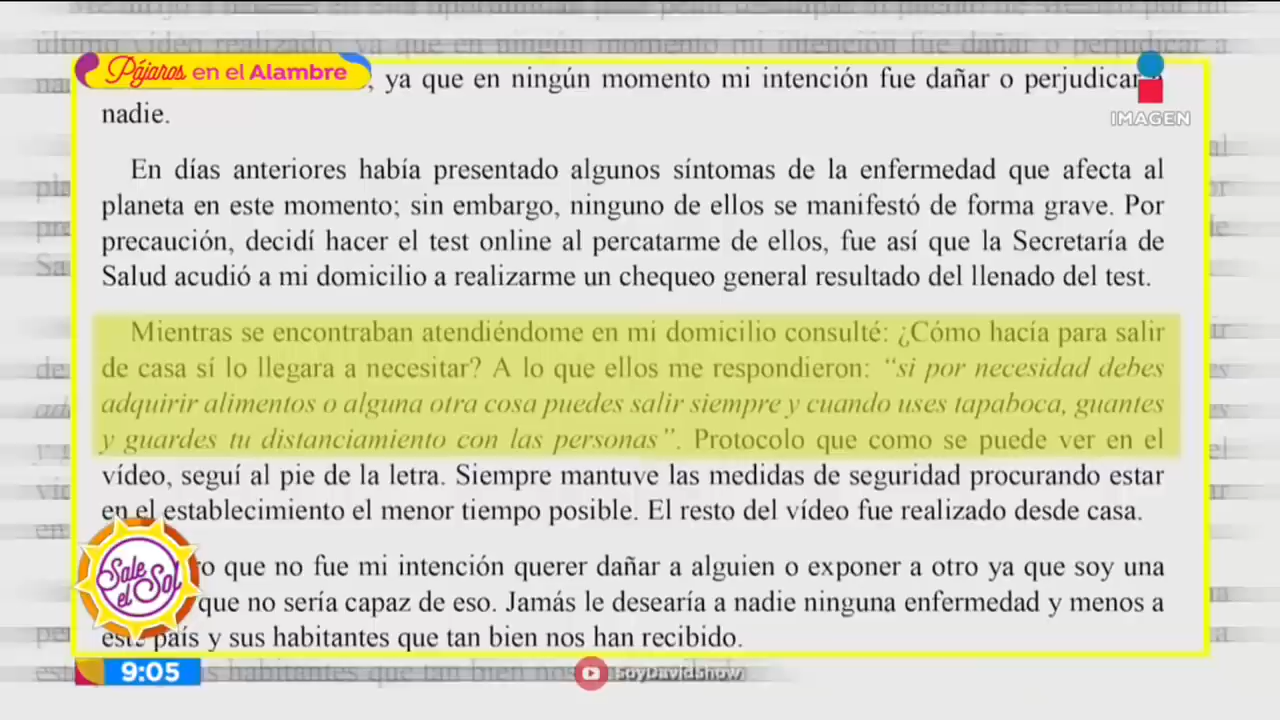 Pájaros en el Alambre
, ya que en ningún momento mi intención fue dañar o perjudicar a
nadie.
IMAGEN
En días anteriores había presentado algunos síntomas de la enfermedad que afecta al
planeta en este momento; sin embargo, ninguno de ellos se manifestó de forma grave. Por
precaución, decidí hacer el test online al percatarme de ellos, fue así que la Secretaría de
Salud acudió a mi domicilio a realizarme un chequeo general resultado del llenado del test.
Mientras se encontraban atendiéndome en mi domicilio consulté: ¿Cómo hacía para salir
de casa sí lo llegara a necesitar? A lo que ellos me respondieron: “si por necesidad debes
adquirir alimentos o alguna otra cosa puedes salir siempre y cuando uses tapaboca, guantes
y guardes tu distanciamiento con las personas”. Protocolo que como se puede ver en el
vídeo, seguí al pie de la letra. Siempre mantuve las medidas de seguridad procurando estar
en el establecimiento el menor tiempo posible. El resto del vídeo fue realizado desde casa.
ro que no fue mi intención querer dañar a alguien o exponer a otro ya que soy una
que no sería capaz de eso. Jamás le desearía a nadie ninguna enfermedad y menos a
este país y sus habitantes que tan bien nos han recibido.
Sale el Sol
9:05
SoyDavidShow